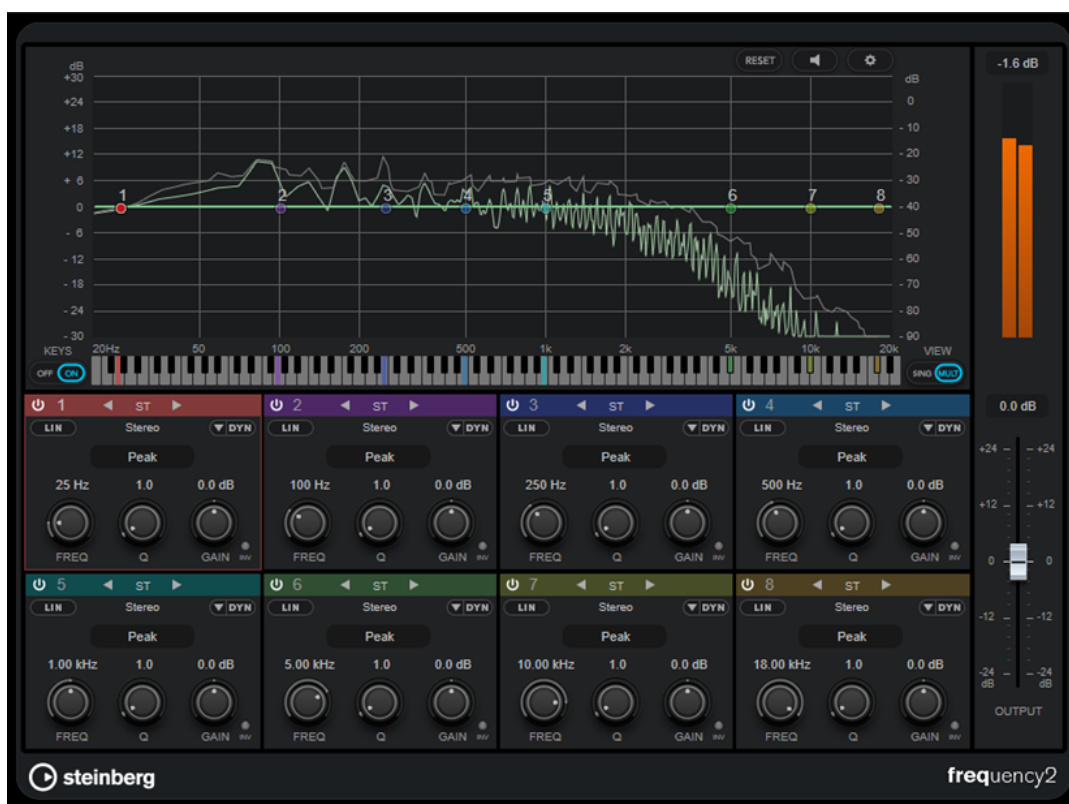 RESET
-1.6 dB
dB
+30
+24
+18
+12
+ 6
0
- 6
- 12
- 18
- 24
- 30
dB
0
- 10
- 20
- 30
- 40
- 50
- 60
- 70
- 80
- 90
1 2 3 4 5 6 7 8
KEYS 20Hz 50 100 200 500 1k 2k 5k 10k 20k VIEW
OFF ON SING MULT
1 ST 2 ST 3 ST 4 ST
LIN Stereo DYN LIN Stereo DYN LIN Stereo DYN LIN Stereo DYN
Peak Peak Peak Peak
25 Hz 1.0 0.0 dB 100 Hz 1.0 0.0 dB 250 Hz 1.0 0.0 dB 500 Hz 1.0 0.0 dB
FREQ Q GAIN INV FREQ Q GAIN INV FREQ Q GAIN INV FREQ Q GAIN INV
5 ST 6 ST 7 ST 8 ST
LIN Stereo DYN LIN Stereo DYN LIN Stereo DYN LIN Stereo DYN
Peak Peak Peak Peak
1.00 kHz 1.0 0.0 dB 5.00 kHz 1.0 0.0 dB 10.00 kHz 1.0 0.0 dB 18.00 kHz 1.0 0.0 dB
FREQ Q GAIN INV FREQ Q GAIN INV FREQ Q GAIN INV FREQ Q GAIN INV
0.0 dB
+24 +24
+12 +12
0 0
-12 -12
-24 -24
dB dB
OUTPUT
steinberg
frequency2